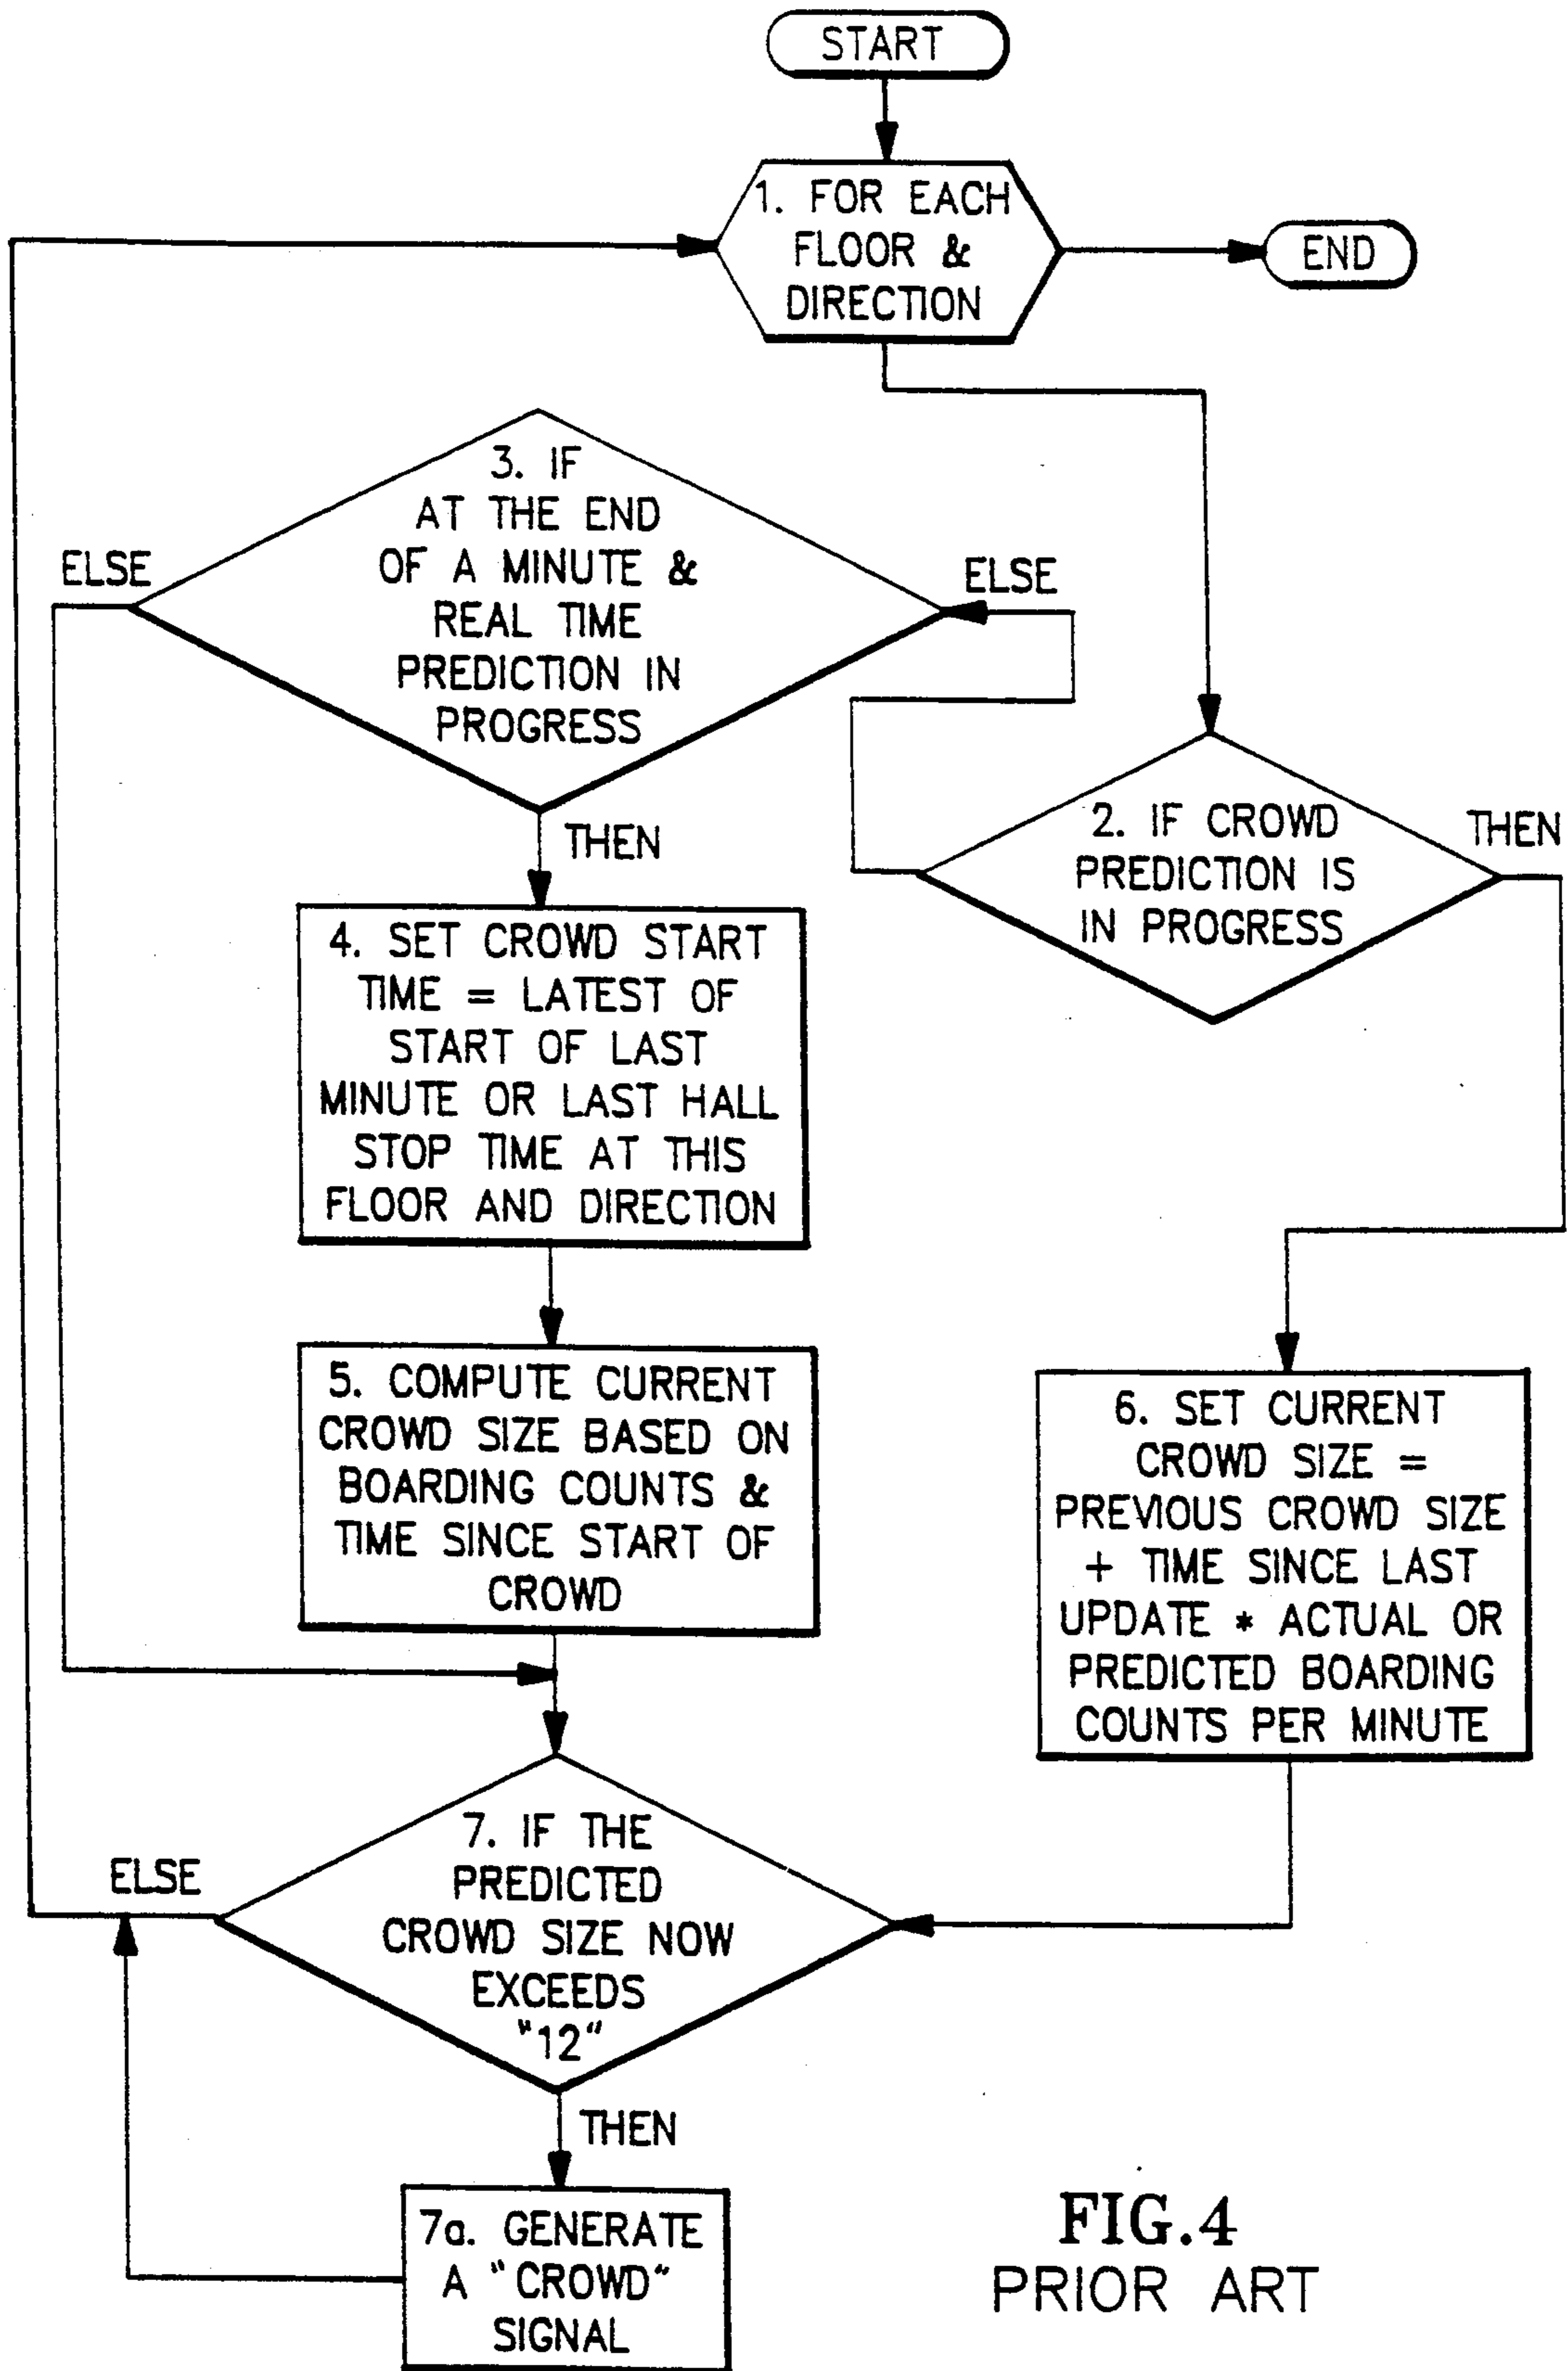 START
1. FOR EACH
FLOOR &
DIRECTION
END
3. IF
AT THE END
OF A MINUTE &
REAL TIME
PREDICTION IN
PROGRESS
ELSE
ELSE
THEN
2. IF CROWD
PREDICTION IS
IN PROGRESS
THEN
4. SET CROWD START
TIME = LATEST OF
START OF LAST
MINUTE OR LAST HALL
STOP TIME AT THIS
FLOOR AND DIRECTION
5. COMPUTE CURRENT
CROWD SIZE BASED ON
BOARDING COUNTS &
TIME SINCE START OF
CROWD
6. SET CURRENT
CROWD SIZE =
PREVIOUS CROWD SIZE
+ TIME SINCE LAST
UPDATE * ACTUAL OR
PREDICTED BOARDING
COUNTS PER MINUTE
7. IF THE
PREDICTED
CROWD SIZE NOW
EXCEEDS
"12"
ELSE
THEN
7a. GENERATE
A "CROWD"
SIGNAL
FIG.4
PRIOR ART